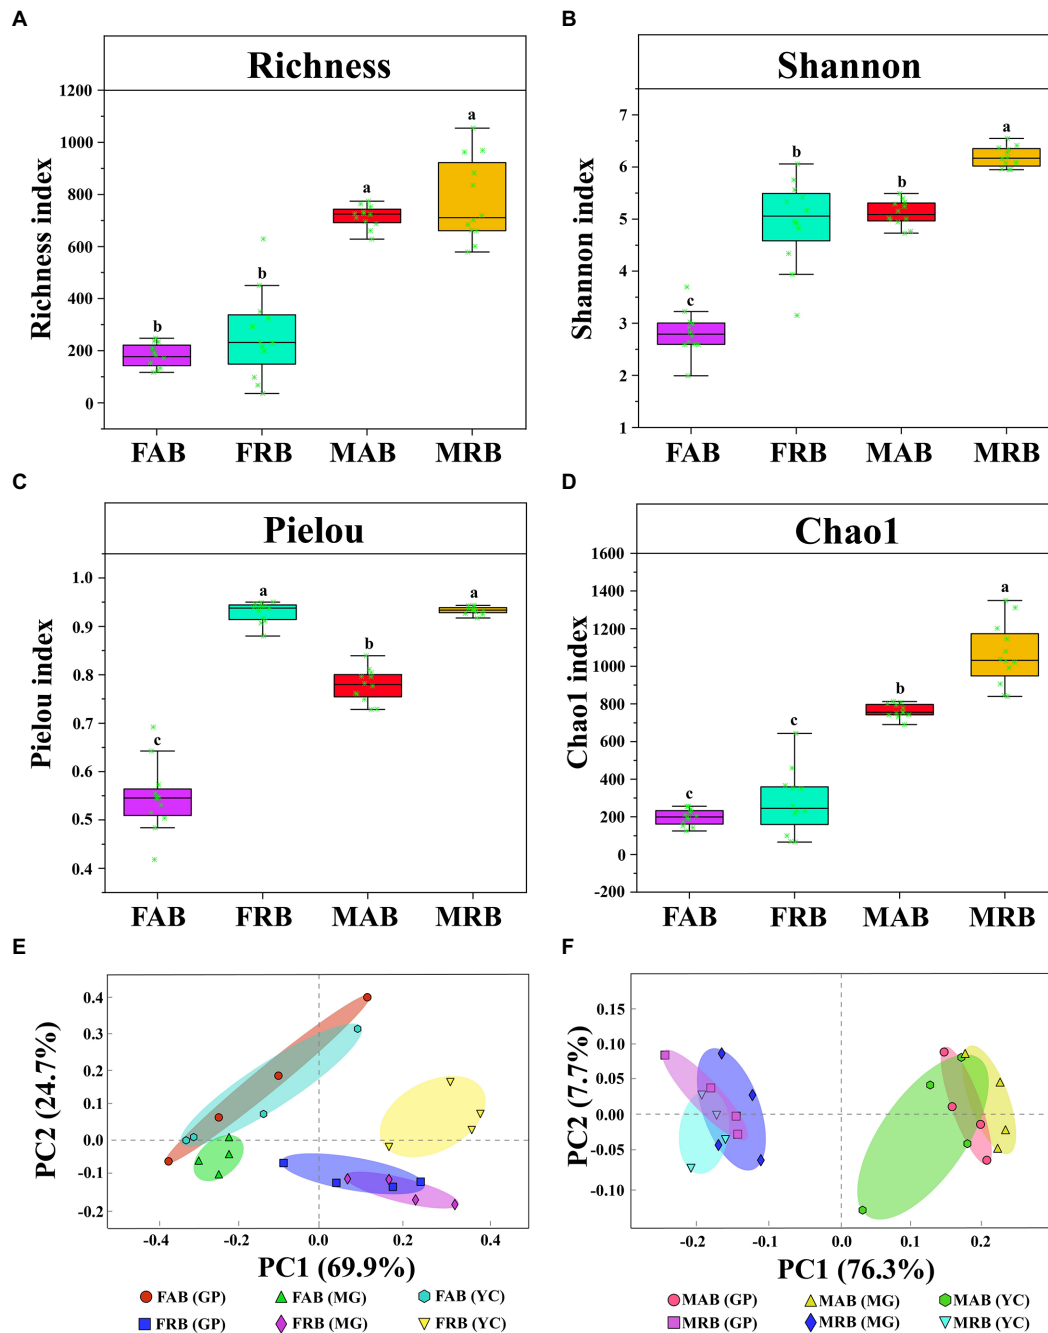 A
Richness
Richness index
1200
1000
800
600
400
200
0
b
b
a
a
FAB FRB MAB MRB
B
Shannon
Shannon index
7
6
5
4
3
2
1
c
b
b
a
FAB FRB MAB MRB
C
Pielou
Pielou index
1.0
0.9
0.8
0.7
0.6
0.5
0.4
c
a
b
a
FAB FRB MAB MRB
D
Chao1
Chao1 index
1600
1400
1200
1000
800
600
400
200
0
-200
c
c
b
a
FAB FRB MAB MRB
E
PC2 (24.7%)
0.4
0.3
0.2
0.1
0.0
-0.1
-0.2
-0.4 -0.2 0.0 0.2 0.4
PC1 (69.9%)
FAB (GP) FAB (MG) FAB (YC)
FRB (GP) FRB (MG) FRB (YC)
F
PC2 (7.7%)
0.15
0.10
0.05
0.00
-0.05
-0.10
-0.2 -0.1 0.0 0.1 0.2
PC1 (76.3%)
MAB (GP) MAB (MG) MAB (YC)
MRB (GP) MRB (MG) MRB (YC)